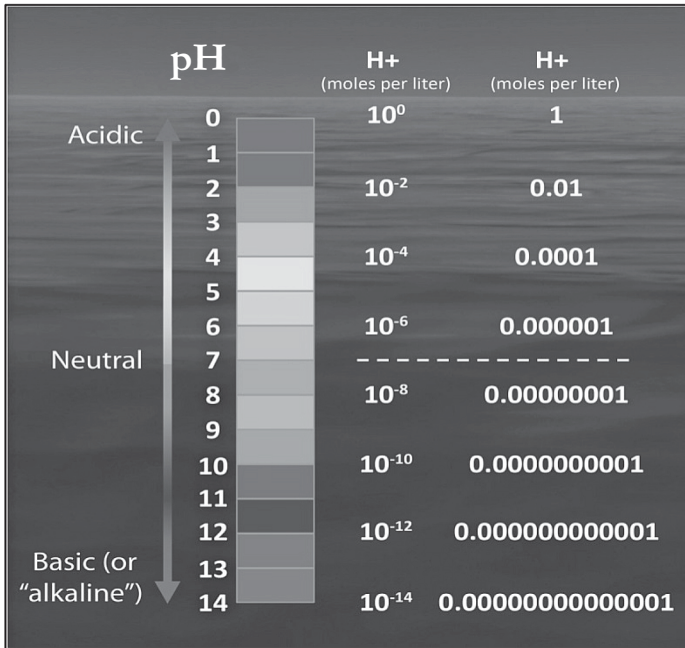 pH H+ H+
(moles per liter) (moles per liter)
0 10⁰ 1
Acidic
1
2 10⁻² 0.01
3
4 10⁻⁴ 0.0001
5
6 10⁻⁶ 0.000001
Neutral 7
8 10⁻⁸ 0.00000001
9
10 10⁻¹⁰ 0.0000000001
11
12 10⁻¹² 0.000000000001
Basic (or
13
“alkaline”)
14 10⁻¹⁴ 0.00000000000001